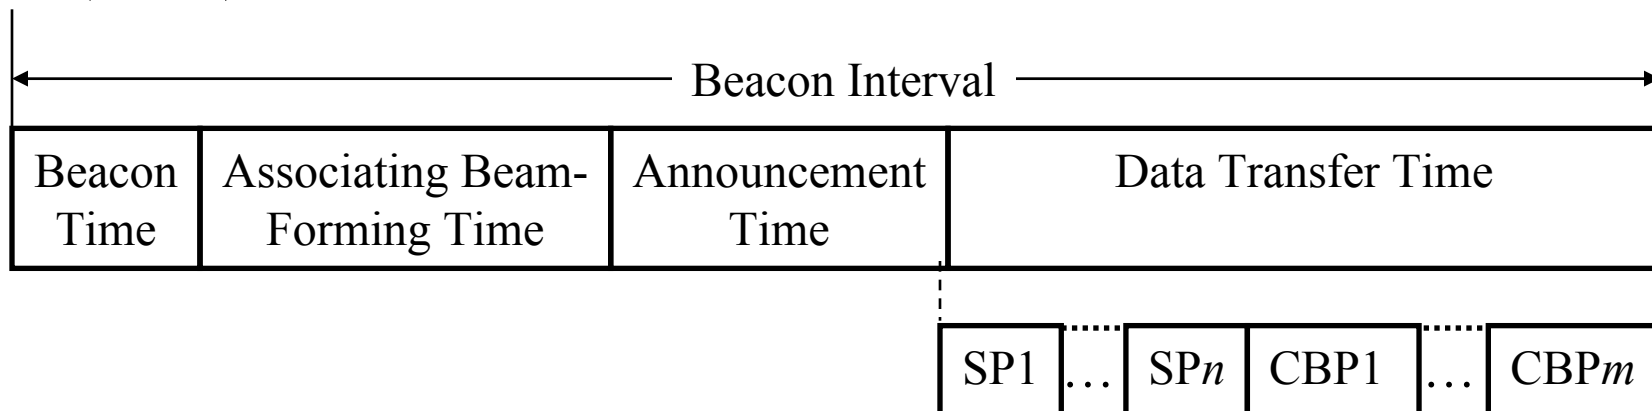 Beacon Interval
Beacon Time
Associating Beam-Forming Time
Announcement Time
Data Transfer Time
SP1 ... SPn CBP1 ... CBPm